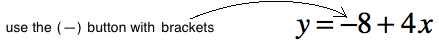 use the (−) button with brackets
y = −8 + 4x